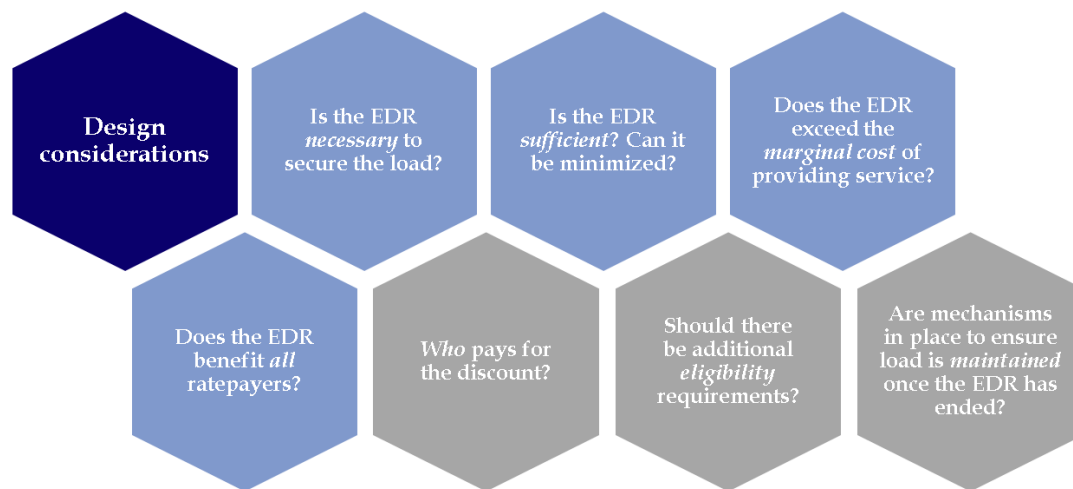 Design
considerations
Is the EDR
necessary to
secure the load?
Is the EDR
sufficient? Can it
be minimized?
Does the EDR
exceed the
marginal cost of
providing service?
Does the EDR
benefit all
ratepayers?
Who pays for
the discount?
Should there
be additional
eligibility
requirements?
Are mechanisms
in place to ensure
load is maintained
once the EDR has
ended?